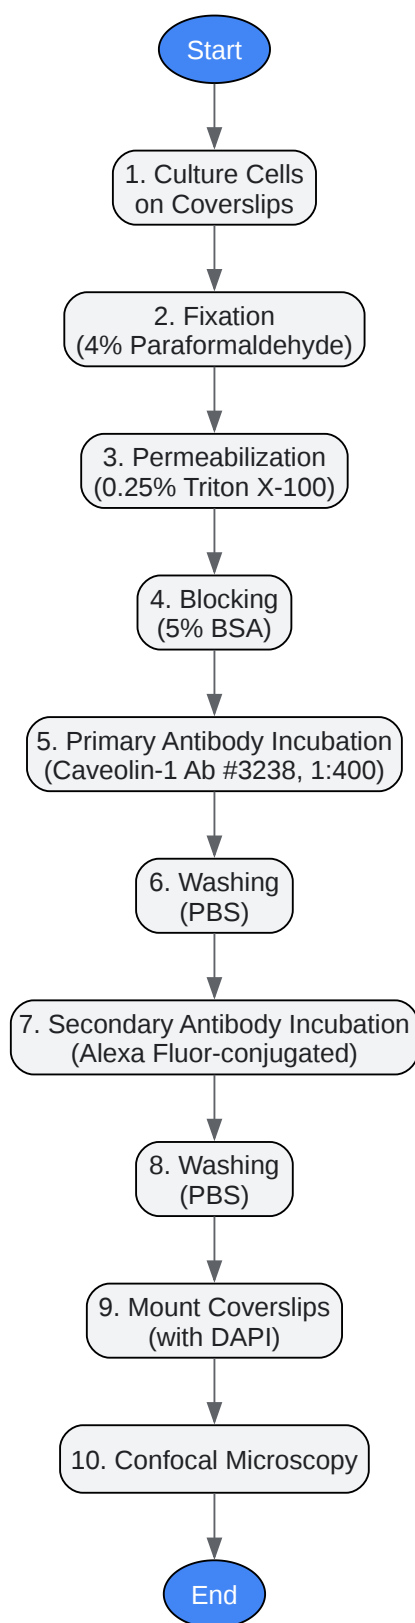 Start
1. Culture Cells
on Coverslips
2. Fixation
(4% Paraformaldehyde)
3. Permeabilization
(0.25% Triton X-100)
4. Blocking
(5% BSA)
5. Primary Antibody Incubation
(Caveolin-1 Ab #3238, 1:400)
6. Washing
(PBS)
7. Secondary Antibody Incubation
(Alexa Fluor-conjugated)
8. Washing
(PBS)
9. Mount Coverslips
(with DAPI)
10. Confocal Microscopy
End